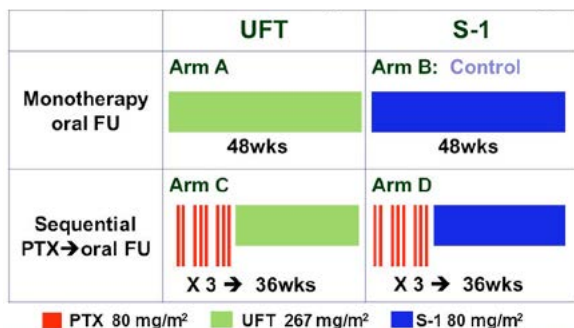 UFT S-1
Arm A Arm B: Control
Monotherapy
oral FU
48wks 48wks
Arm C Arm D
Sequential
PTX➔oral FU
X 3 ➔ 36wks X 3 ➔ 36wks
PTX 80 mg/m² UFT 267 mg/m² S-1 80 mg/m²